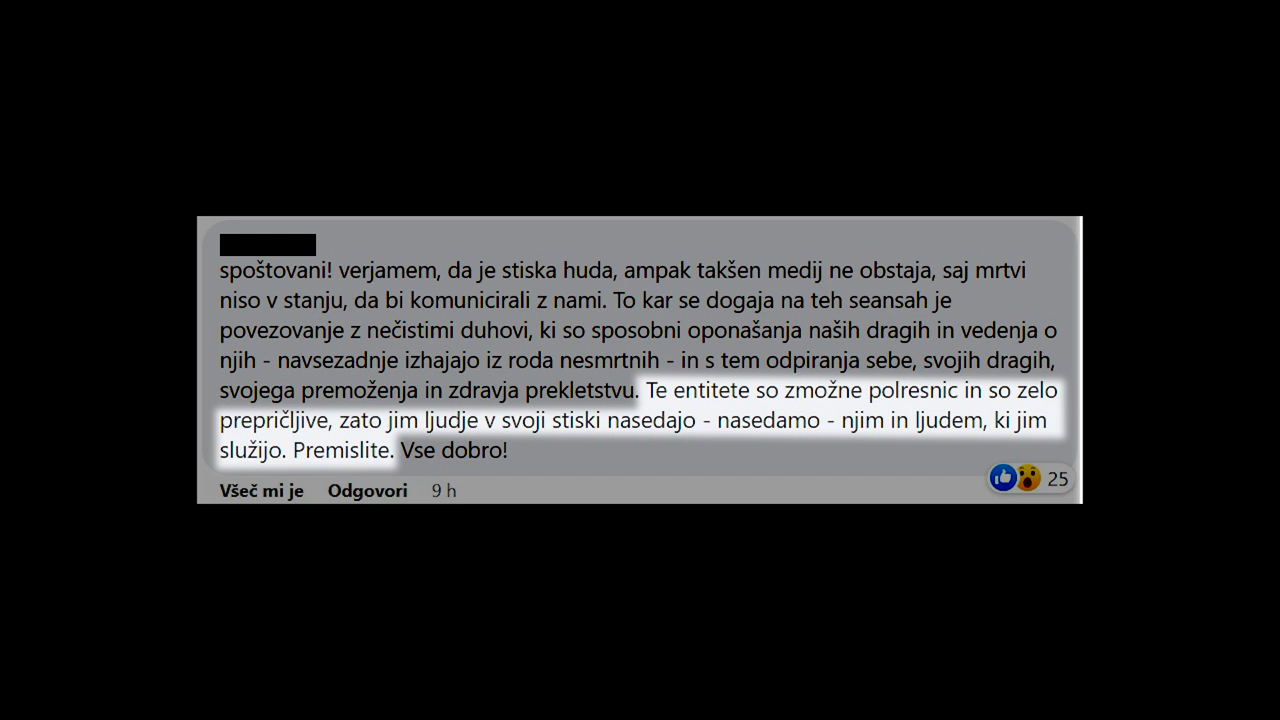 spoštovani! verjamem, da je stiska huda, ampak takšen medij ne obstaja, saj mrtvi
niso v stanju, da bi komunicirali z nami. To kar se dogaja na teh seansah je
povezovanje z nečistimi duhovi, ki so sposobni oponašanja naših dragih in vedenja o
njih - navsezadnje izhajajo iz roda nesmrtnih - in s tem odpiranja sebe, svojih dragih,
svojega premoženja in zdravja prekletstvu. Te entitete so zmožne polresnic in so zelo
prepričljive, zato jim ljudje v svoji stiski nasedajo - nasedamo - njim in ljudem, ki jim
služijo. Premislite. Vse dobro!
Všeč mi je Odgovori 9 h 25